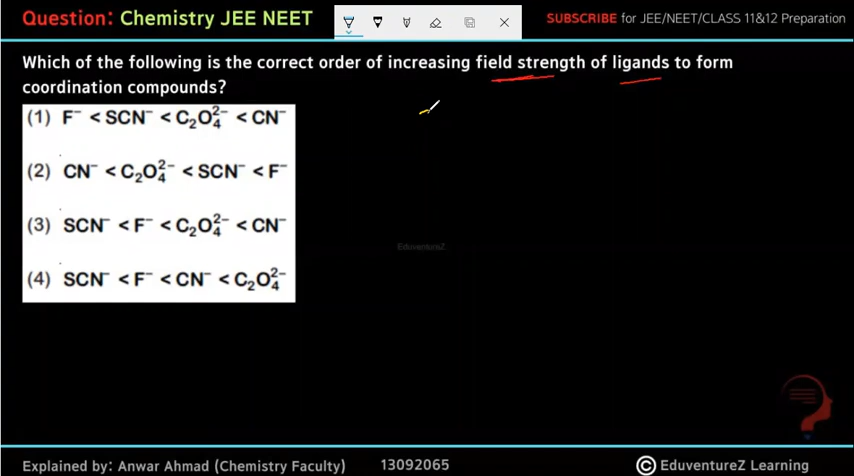 Question: Chemistry JEE NEET
SUBSCRIBE for JEE/NEET/CLASS 11&12 Preparation
Which of the following is the correct order of increasing field strength of ligands to form
coordination compounds?
(1) F⁻ < SCN⁻ < C₂O₄²⁻ < CN⁻
(2) CN⁻ < C₂O₄²⁻ < SCN⁻ < F⁻
(3) SCN⁻ < F⁻ < C₂O₄²⁻ < CN⁻
(4) SCN⁻ < F⁻ < CN⁻ < C₂O₄²⁻
EduventureZ
Explained by: Anwar Ahmad (Chemistry Faculty)
13092065
© EduventureZ Learning